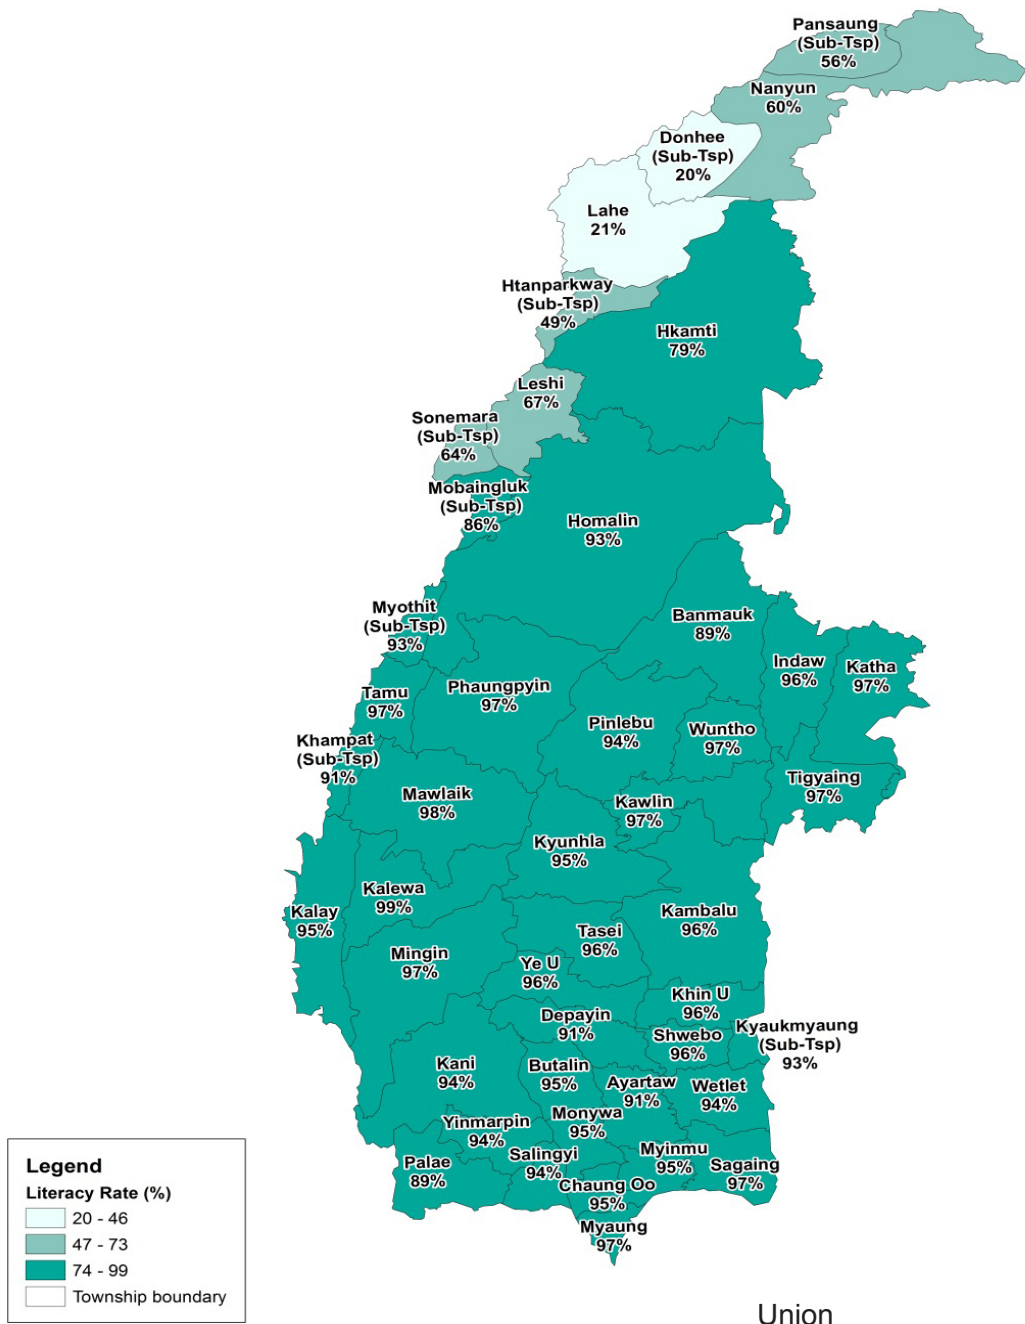 Pansaung
(Sub-Tsp)
56%
Nanyun
60%
Donhee
(Sub-Tsp)
20%
Lahe
21%
Htanparkway
(Sub-Tsp)
49%
Hkamti
79%
Leshi
67%
Sonemara
(Sub-Tsp)
64%
Mobaingluk
(Sub-Tsp)
86%
Homalin
93%
Myothit
(Sub-Tsp)
93%
Banmauk
89%
Indaw
96%
Katha
97%
Tamu
97%
Phaungpyin
97%
Pinlebu
94%
Wuntho
97%
Khampat
(Sub-Tsp)
91%
Tigyaing
97%
Mawlaik
98%
Kawlin
97%
Kyunhla
95%
Kalewa
99%
Kalay
95%
Kambalu
96%
Tasei
96%
Mingin
97%
Ye U
96%
Khin U
96%
Depayin
91%
Shwebo
96%
Kyaukmyaung
(Sub-Tsp)
93%
Kani
94%
Butalin
95%
Ayartaw
91%
Wetlet
94%
Monywa
95%
Yinmarpin
94%
Salingyi
94%
Myinmu
95%
Sagaing
97%
Palae
89%
Chaung Oo
95%
Myaung
97%
Legend
Literacy Rate (%)
20 - 46
47 - 73
74 - 99
Township boundary
Union